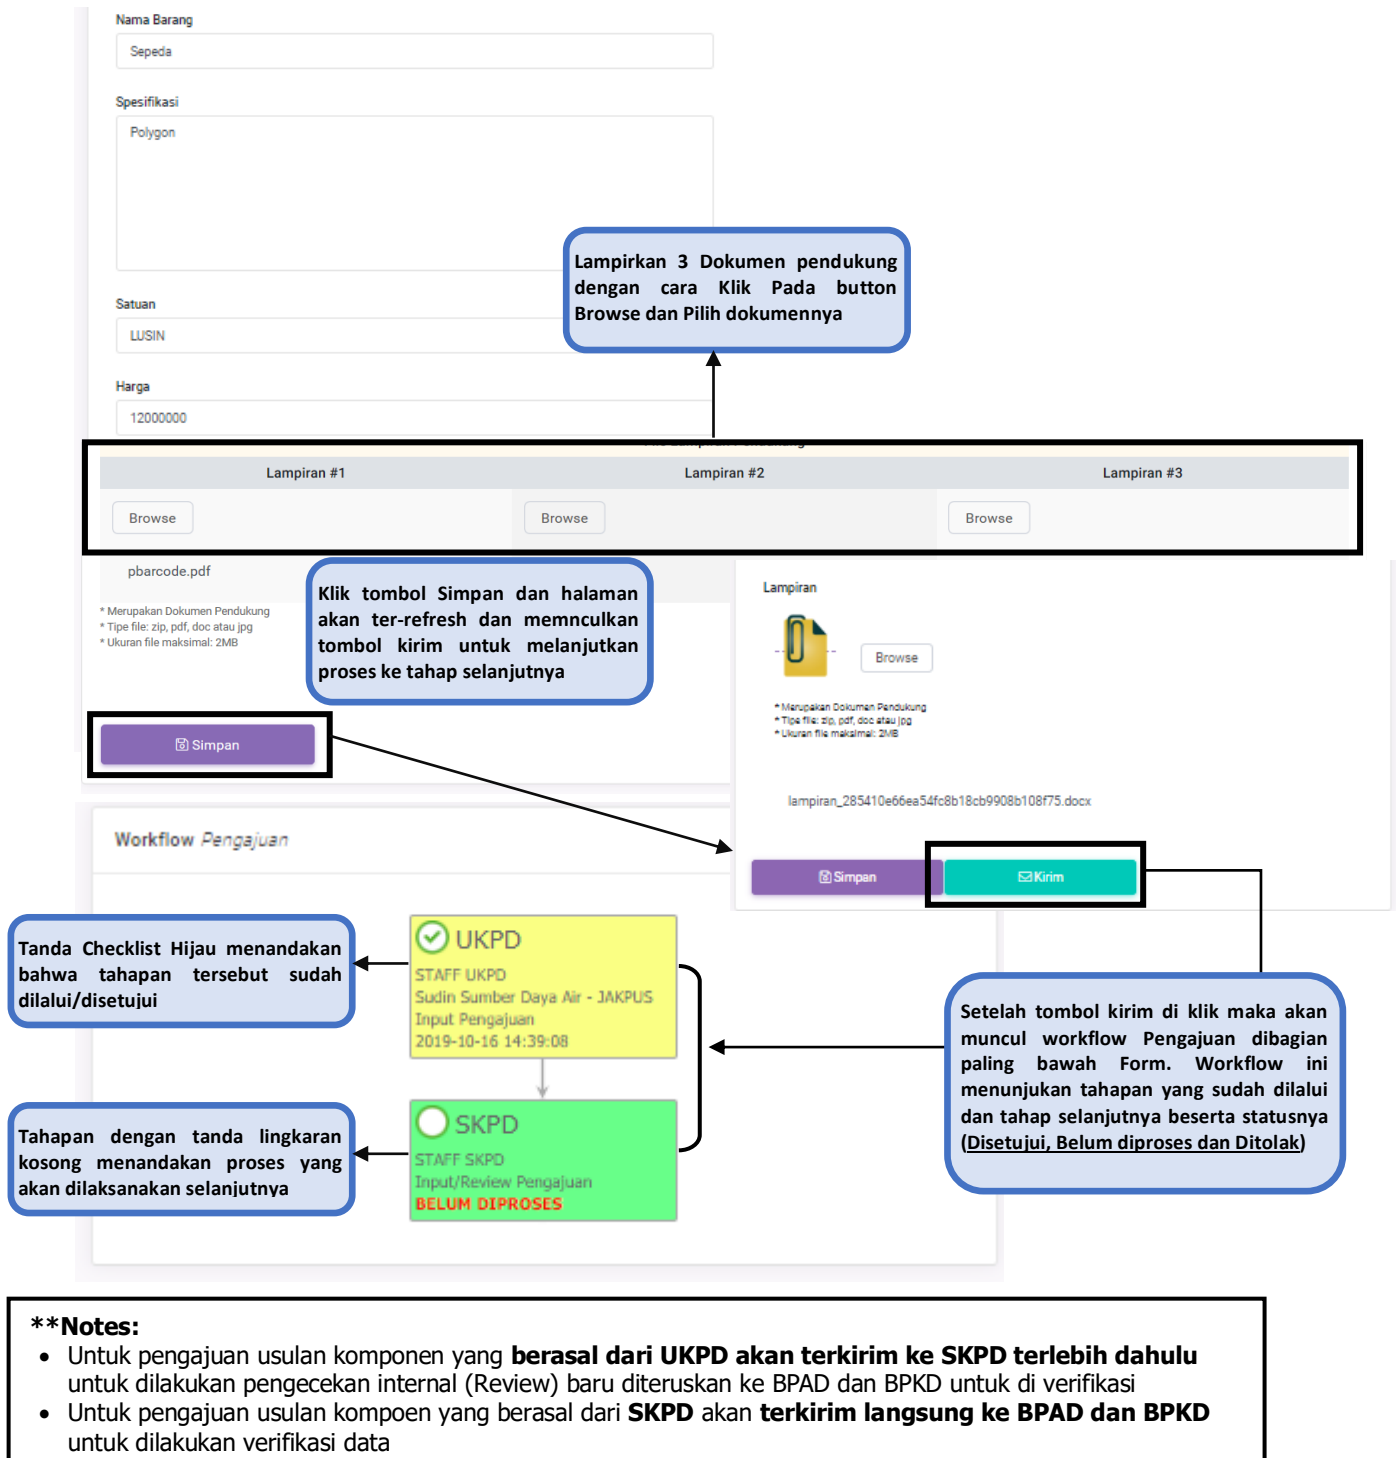 Nama Barang
Sepeda
Spesifikasi
Polygon
Lampirkan 3 Dokumen pendukung
dengan cara Klik Pada button
Browse dan Pilih dokumennya
Satuan
LUSIN
Harga
12000000
Lampiran #1
Lampiran #2
Lampiran #3
Browse
Browse
Browse
pbarcode.pdf
* Merupakan Dokumen Pendukung
* Tipe file: zip, pdf, doc atau jpg
* Ukuran file maksimal: 2MB
Klik tombol Simpan dan halaman
akan ter-refresh dan memnculkan
tombol kirim untuk melanjutkan
proses ke tahap selanjutnya
Simpan
Lampiran
Browse
* Merupakan Dokumen Pendukung
* Tipe file: zip, pdf, doc atau jpg
* Ukuran file maksimal: 2MB
lampiran_285410e66ea54fc8b18cb9908b108f75.docx
Simpan
Kirim
Workflow Pengajuan
Tanda Checklist Hijau menandakan
bahwa tahapan tersebut sudah
dilalui/disetujui
UKPD
STAFF UKPD
Sudin Sumber Daya Air - JAKPUS
Input Pengajuan
2019-10-16 14:39:08
SKPD
STAFF SKPD
Input/Review Pengajuan
BELUM DIPROSES
Tahapan dengan tanda lingkaran
kosong menandakan proses yang
akan dilaksanakan selanjutnya
Setelah tombol kirim di klik maka akan
muncul workflow Pengajuan dibagian
paling bawah Form. Workflow ini
menunjukan tahapan yang sudah dilalui
dan tahap selanjutnya beserta statusnya
(Disetujui, Belum diproses dan Ditolak)
**Notes:
• Untuk pengajuan usulan komponen yang berasal dari UKPD akan terkirim ke SKPD terlebih dahulu
untuk dilakukan pengecekan internal (Review) baru diteruskan ke BPAD dan BPKD untuk di verifikasi
• Untuk pengajuan usulan kompoen yang berasal dari SKPD akan terkirim langsung ke BPAD dan BPKD
untuk dilakukan verifikasi data